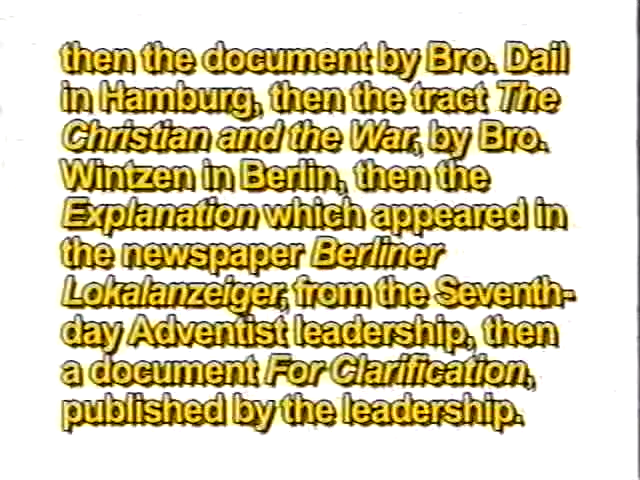 then the document by Bro. Dail
in Hamburg, then the tract The
Christian and the War, by Bro.
Wintzen in Berlin, then the
Explanation which appeared in
the newspaper Berliner
Lokalanzeiger, from the Seventh-
day Adventist leadership, then
a document For Clarification,
published by the leadership.